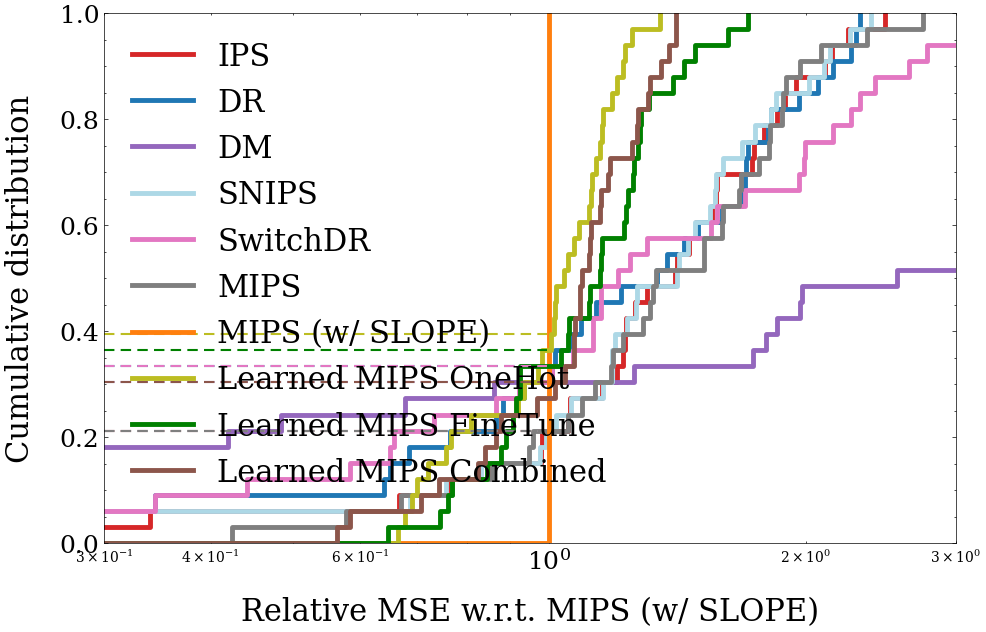 Cumulative distribution
1.0
0.8
0.6
0.4
0.2
0.0
IPS
DR
DM
SNIPS
SwitchDR
MIPS
MIPS (w/ SLOPE)
Learned MIPS OneHot
Learned MIPS FineTune
Learned MIPS Combined
3 × 10⁻¹ 4 × 10⁻¹ 6 × 10⁻¹ 10⁰ 2 × 10⁰ 3 × 10⁰
Relative MSE w.r.t. MIPS (w/ SLOPE)